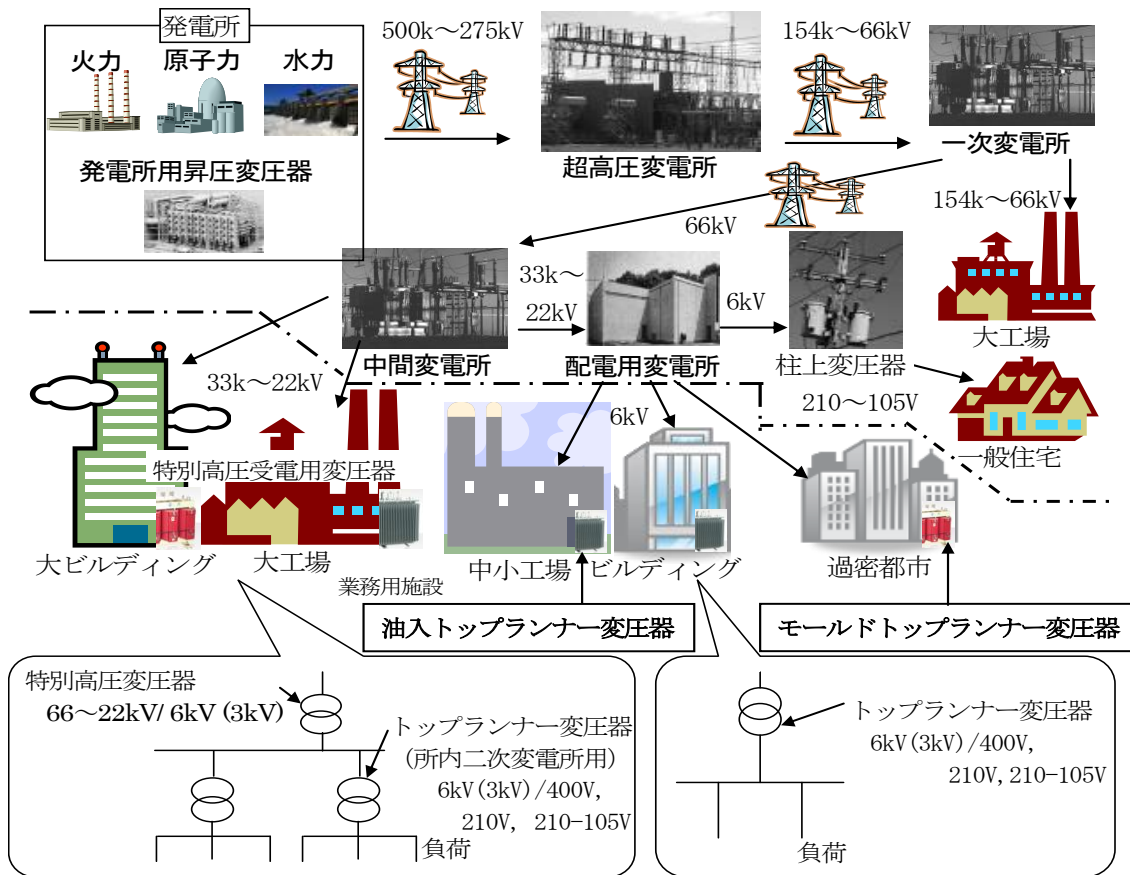 発電所
火力
原子力
水力
発電所用昇圧変圧器
500k～275kV
超高圧変電所
154k～66kV
一次変電所
66kV
154k～66kV
大工場
中間変電所
33k～
22kV
配電用変電所
6kV
柱上変圧器
210～105V
一般住宅
33k～22kV
6kV
特別高圧受電用変圧器
大ビルディング
大工場
業務用施設
中小工場
ビルディング
過密都市
油入トップランナー変圧器
モールドトップランナー変圧器
特別高圧変圧器
66～22kV/ 6kV (3kV)
トップランナー変圧器
(所内二次変電所用)
6kV(3kV)/400V,
210V, 210-105V
負荷
トップランナー変圧器
6kV(3kV)/400V,
210V, 210-105V
負荷